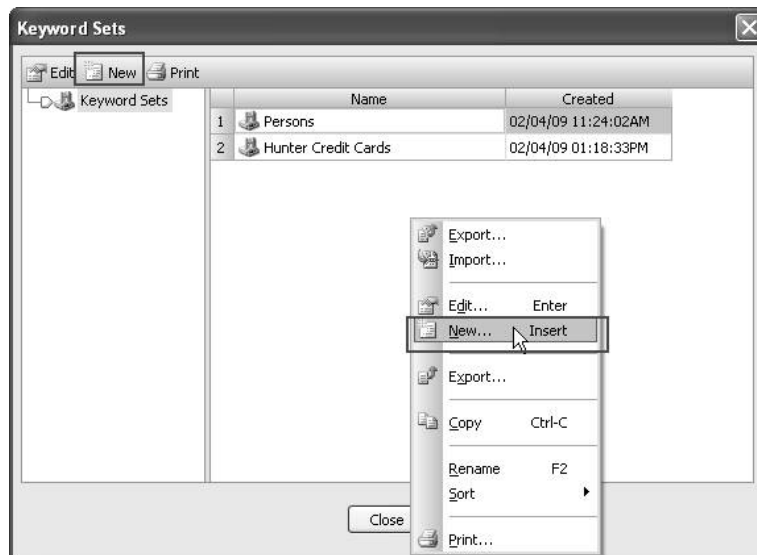 Keyword Sets
Edit New Print
Keyword Sets
Name Created
1 Persons 02/04/09 11:24:02AM
2 Hunter Credit Cards 02/04/09 01:18:33PM
Export...
Import...
Edit... Enter
New... Insert
Export...
Copy Ctrl-C
Rename F2
Sort
Close
Print...